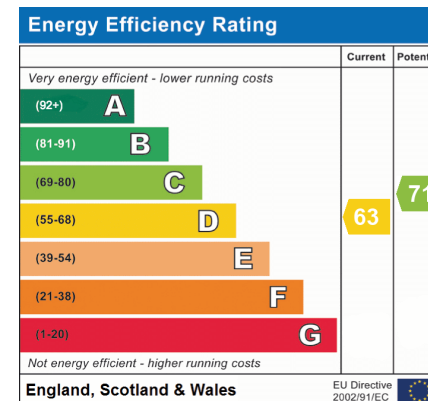 Energy Efficiency Rating
Current Potent
Very energy efficient - lower running costs
(92+) A
(81-91) B
(69-80) C
71
(55-68) D
63
(39-54) E
(21-38) F
(1-20) G
Not energy efficient - higher running costs
England, Scotland & Wales
EU Directive
2002/91/EC